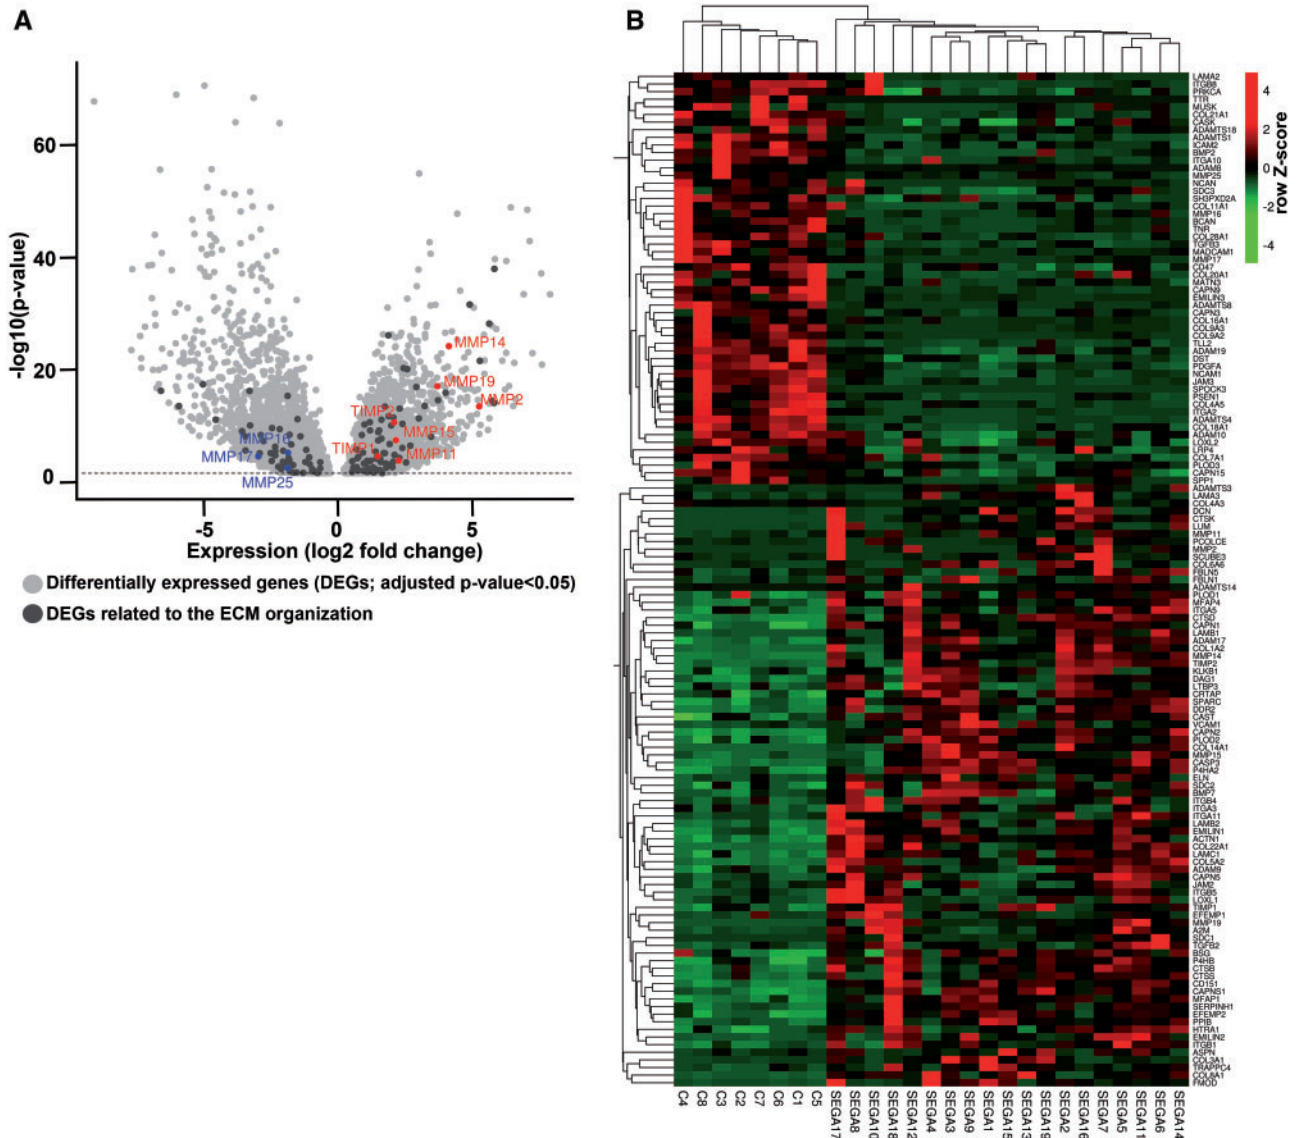 A
60
40
20
0
-log10(p-value)
MMP14
MMP19
MMP2
TIMP2
MMP15
TIMP1
MMP11
MMP16
MMP17
MMP25
-5
0
5
Expression (log2 fold change)
Differentially expressed genes (DEGs; adjusted p-value<0.05)
DEGs related to the ECM organization
B
LAMA2
ITGB8
PRKCA
TTR
MUSK
COL21A1
CASK
ADAMTS18
ADAMTS1
ICAM2
BMP2
ITGA10
ADAM8
MMP25
NCAN
SDC3
SH3PXD2A
COL11A1
MMP16
BCAN
TNR
COL28A1
TGFB3
MADCAM1
MMP17
CD47
COL20A1
MATN3
CAPN9
EMILIN3
ADAMTS8
CAPN3
COL16A1
COL9A3
COL9A2
TLL2
ADAM19
DST
PDGFA
NCAM1
JAM3
SPOCK3
PSEN1
COL4A5
ITGA2
ADAMTS4
COL18A1
ADAM10
LOXL2
LRP4
COL7A1
PLOD3
CAPN15
SPP1
ADAMTS3
LAMA3
COL4A3
DCN
CTSK
LUM
MMP11
PCOLCE
MMP2
SCUBE3
COL6A6
FBLN5
FBLN1
ADAMTS14
PLOD1
MFAP4
ITGA5
CTSD
CAPN1
LAMB1
ADAM17
COL1A2
MMP14
TIMP2
KLKB1
DAG1
LTBP3
CRTAP
SPARC
DDR2
CAST
VCAM1
CAPN2
PLOD2
COL14A1
MMP15
CASP3
P4HA2
ELN
SDC2
BMP7
ITGB4
ITGA3
ITGA11
LAMB2
EMILIN1
ACTN1
COL22A1
LAMC1
COL5A2
ADAM9
CAPN5
JAM2
ITGB5
LOXL1
TIMP1
EFEMP1
MMP19
A2M
SDC1
TGFB2
BSG
P4HB
CTSB
CTSS
CD151
CAPNS1
MFAP1
SERPINH1
EFEMP2
PPIB
HTRA1
EMILIN2
ITGB1
ASPN
COL3A1
TRAPPC4
COL8A1
FMOD
4
2
0
-2
-4
row Z-score
C4
C8
C3
C2
C7
C6
C1
C5
SEGA17
SEGA8
SEGA10
SEGA18
SEGA12
SEGA4
SEGA3
SEGA9
SEGA1
SEGA15
SEGA13
SEGA19
SEGA2
SEGA16
SEGA7
SEGA5
SEGA11
SEGA6
SEGA14